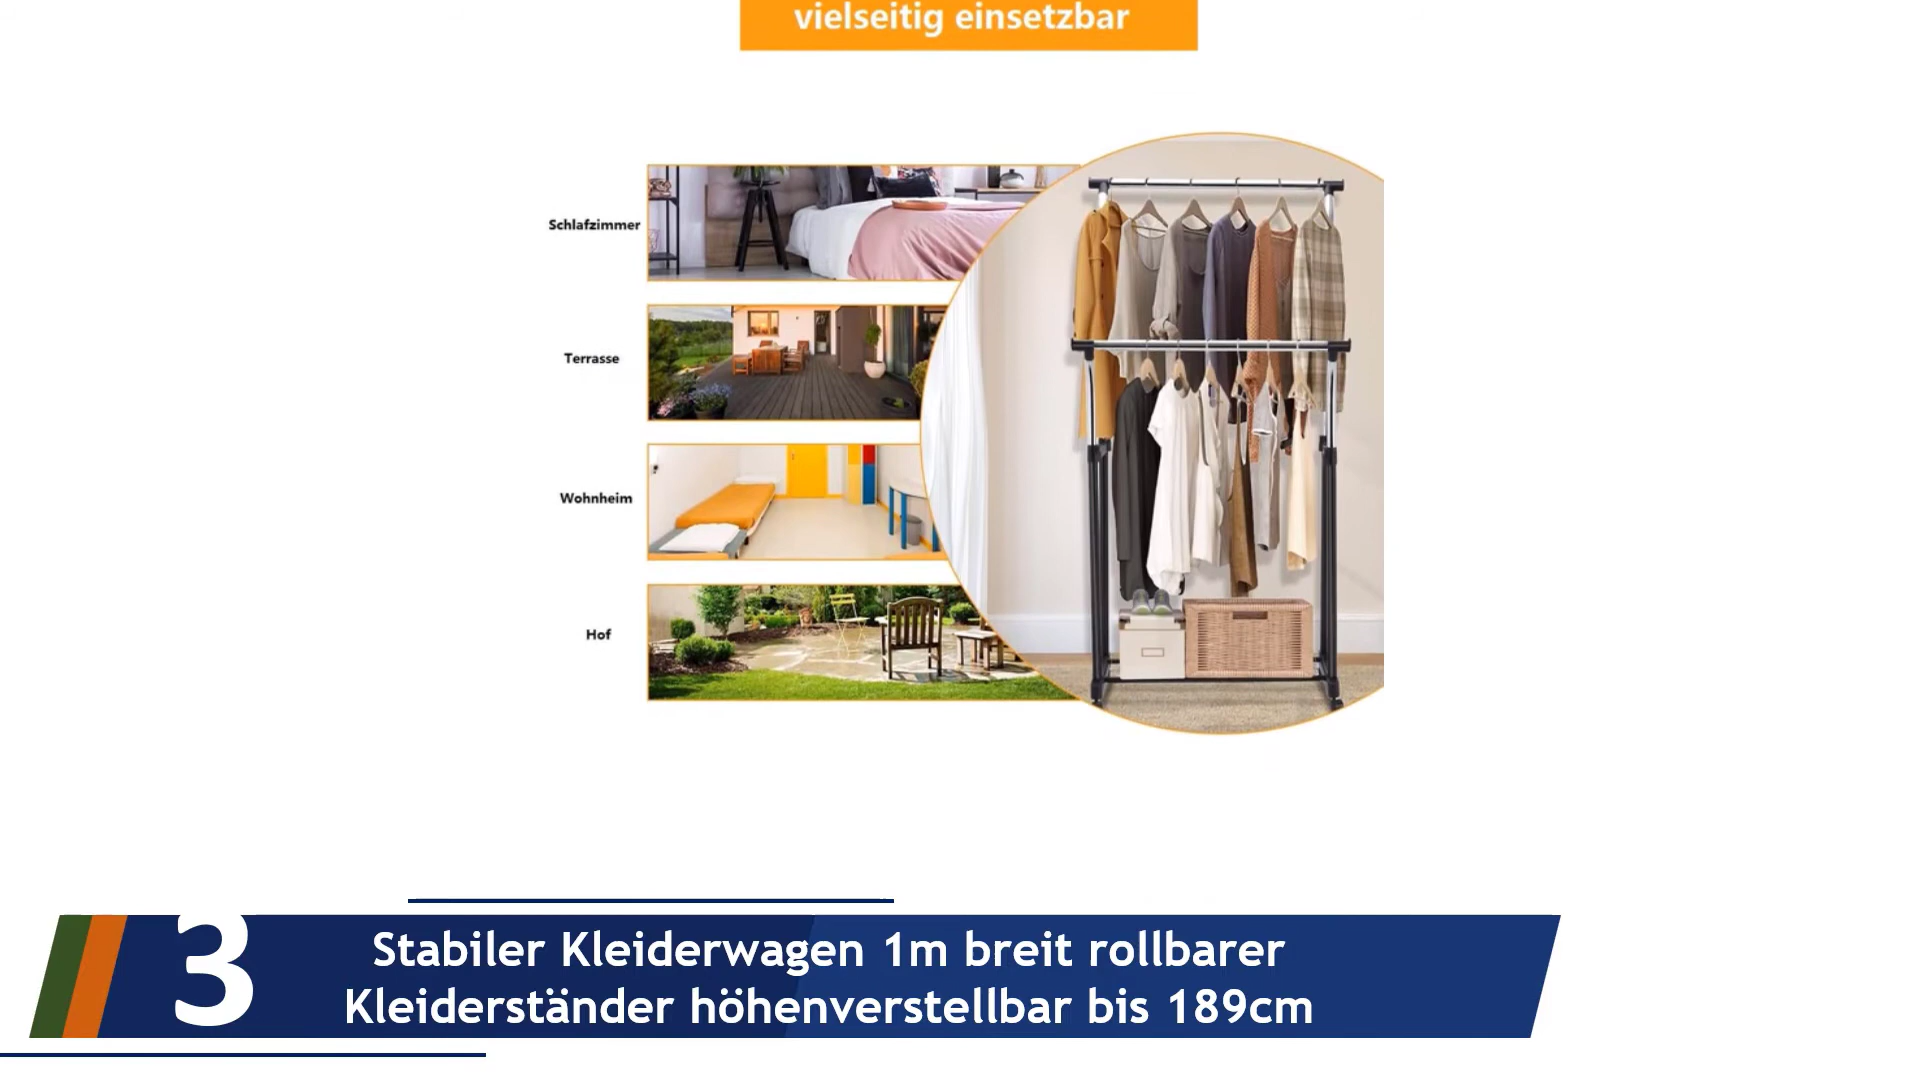 vielseitig einsetzbar
Schlafzimmer
Terrasse
Wohnheim
Hof
3
Stabiler Kleiderwagen 1m breit rollbarer
Kleiderständer höhenverstellbar bis 189cm